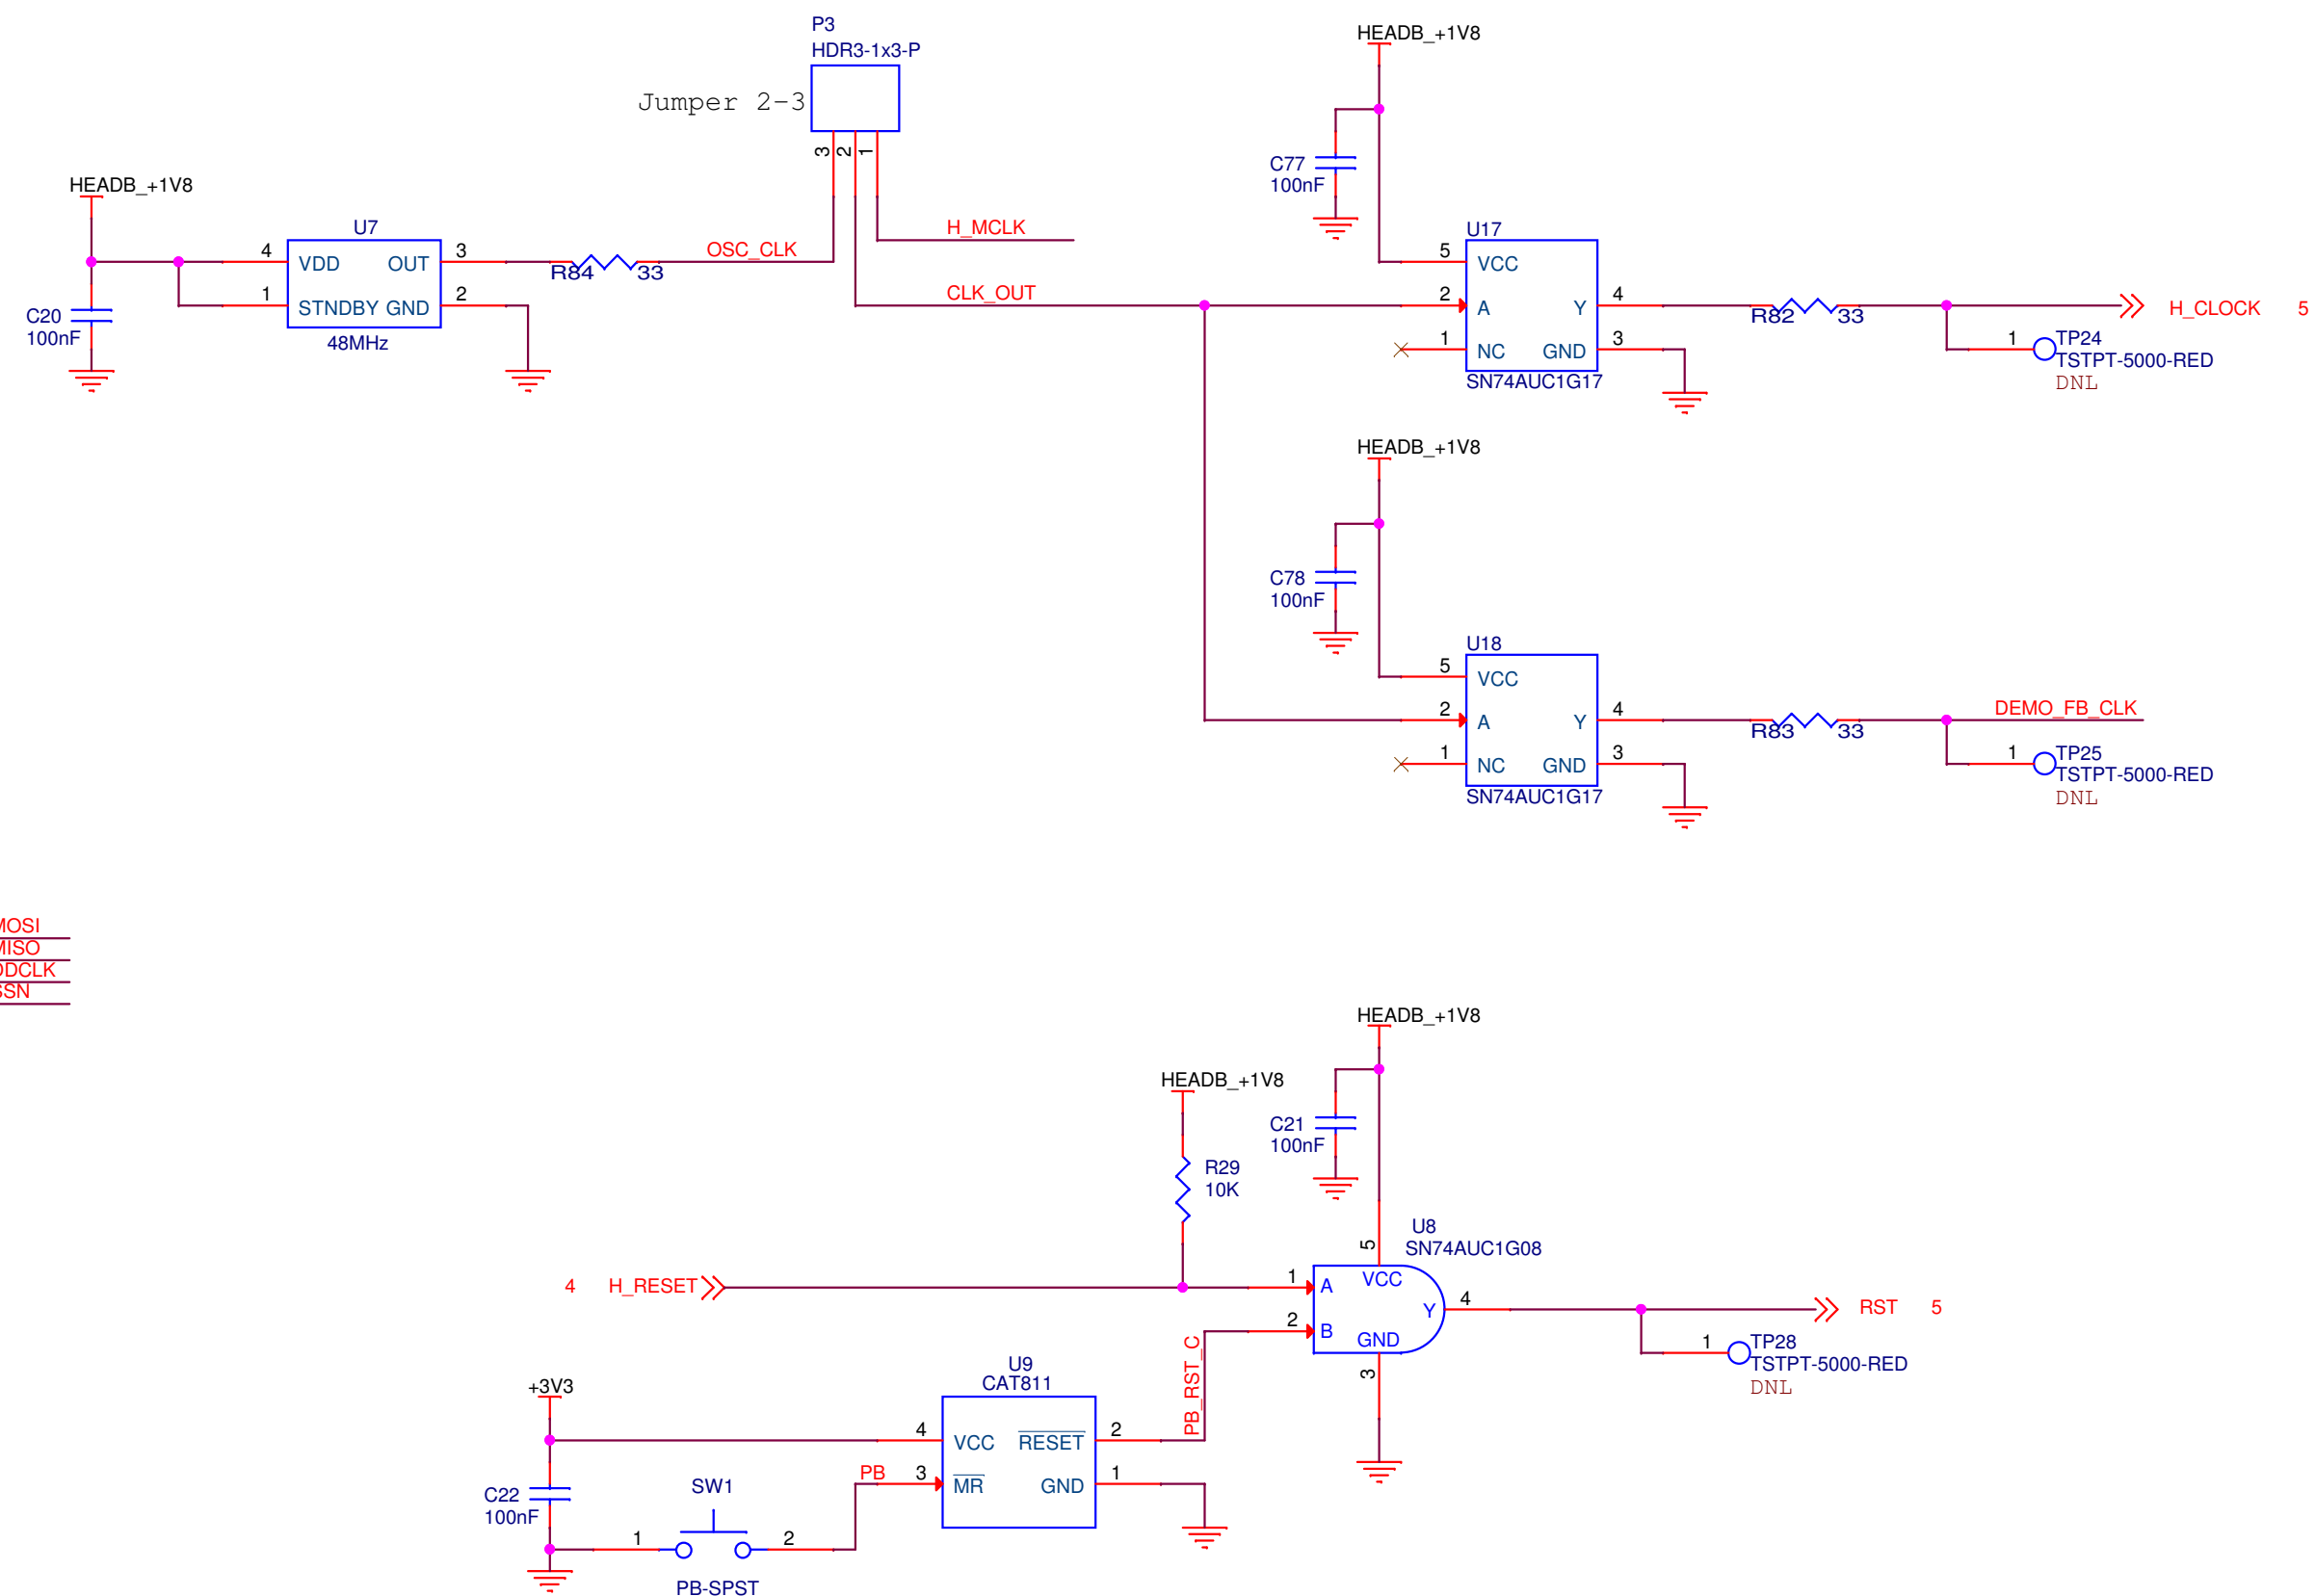 P3
HDR3-1x3-P
Jumper 2-3
3
2
1
HEADB_+1V8
C77
100nF
HEADB_+1V8
U7
4
VDD
OUT
3
1
STNDBY
GND
2
48MHz
C20
100nF
R84
33
OSC_CLK
H_MCLK
CLK_OUT
U17
5
VCC
2
A
Y
4
1
NC
GND
3
SN74AUC1G17
R82
33
H_CLOCK
5
1
TP24
TSTPT-5000-RED
DNL
HEADB_+1V8
C78
100nF
U18
5
VCC
2
A
Y
4
1
NC
GND
3
SN74AUC1G17
R83
33
DEMO_FB_CLK
1
TP25
TSTPT-5000-RED
DNL
MOSI
MISO
DDCLK
SSN
HEADB_+1V8
HEADB_+1V8
C21
100nF
R29
10K
U8
SN74AUC1G08
5
VCC
4 H_RESET
1
A
2
B
Y
4
GND
3
RST 5
1
TP28
TSTPT-5000-RED
DNL
PB_RST_C
U9
CAT811
+3V3
4
VCC
RESET
2
PB
3
MR
GND
1
C22
100nF
SW1
1
2
PB-SPST